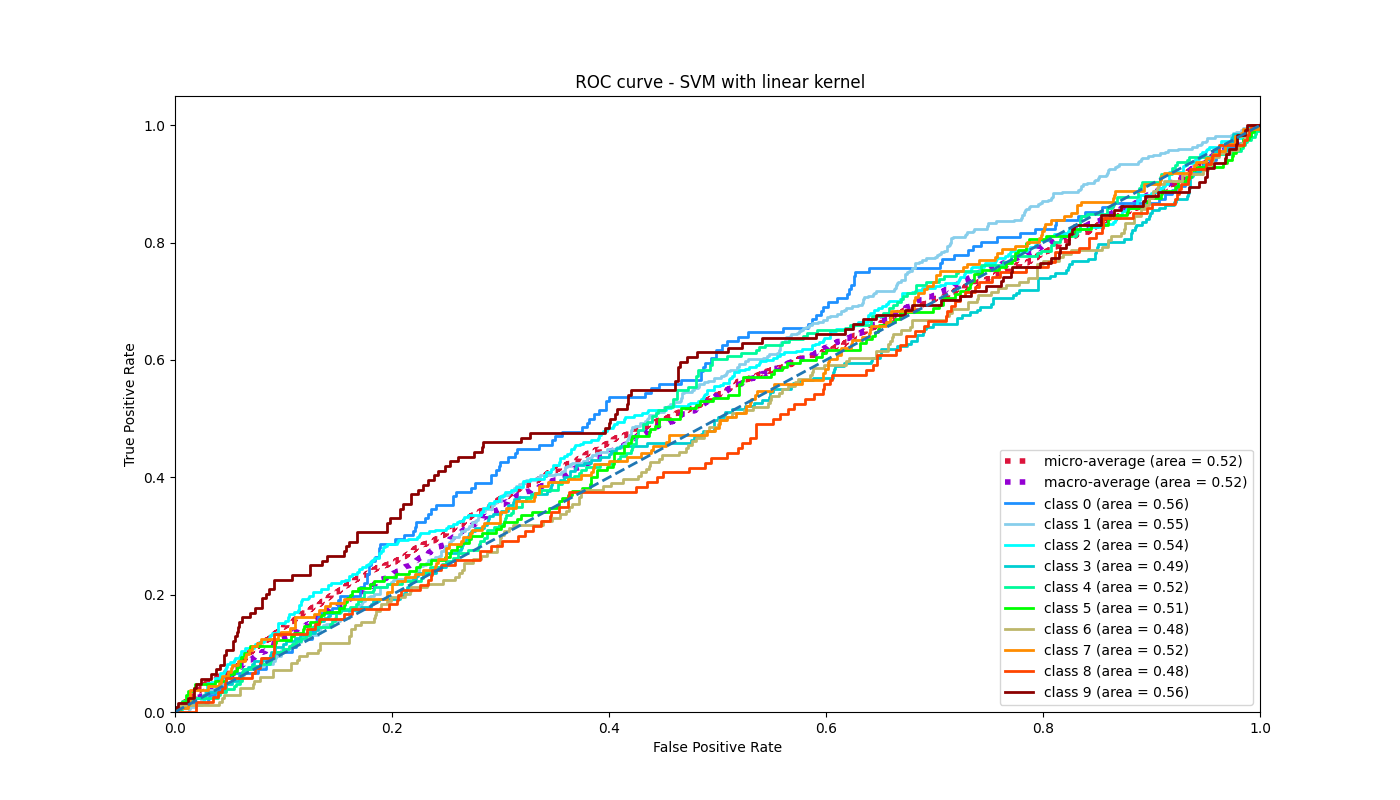 ROC curve - SVM with linear kernel
True Positive Rate
1.0
0.8
0.6
0.4
0.2
0.0
0.0 0.2 0.4 0.6 0.8 1.0
False Positive Rate
micro-average (area = 0.52)
macro-average (area = 0.52)
class 0 (area = 0.56)
class 1 (area = 0.55)
class 2 (area = 0.54)
class 3 (area = 0.49)
class 4 (area = 0.52)
class 5 (area = 0.51)
class 6 (area = 0.48)
class 7 (area = 0.52)
class 8 (area = 0.48)
class 9 (area = 0.56)